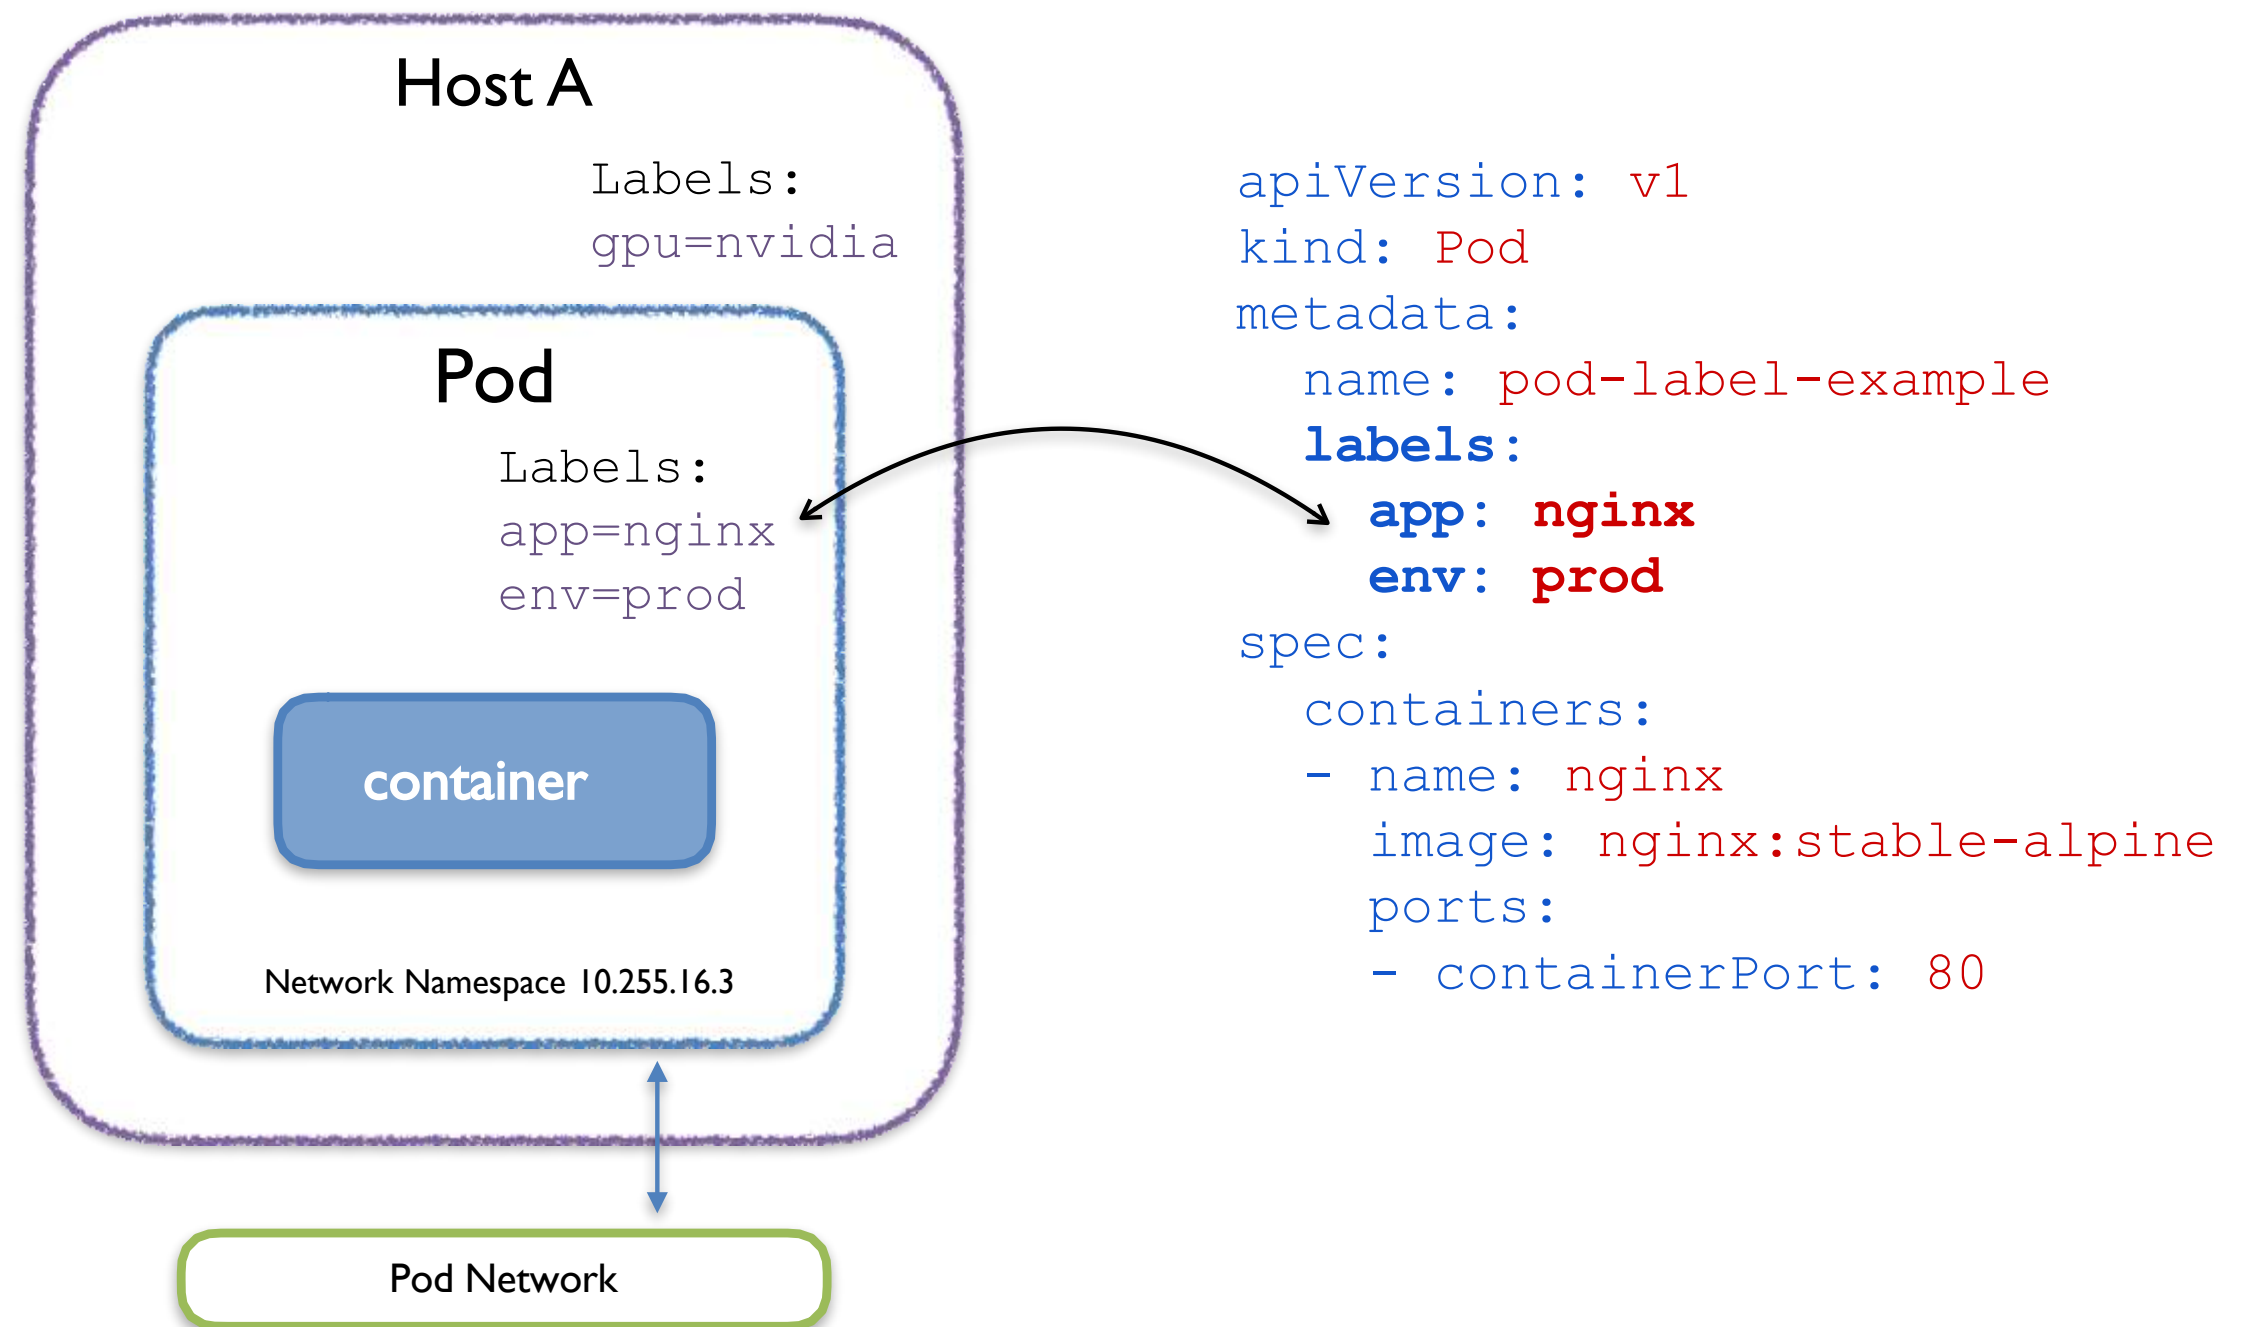 Host A
Labels:
gpu=nvidia
Pod
Labels:
app=nginx
env=prod
container
Network Namespace 10.255.16.3
Pod Network
apiVersion: v1
kind: Pod
metadata:
  name: pod-label-example
  labels:
    app: nginx
    env: prod
spec:
  containers:
  - name: nginx
    image: nginx:stable-alpine
    ports:
    - containerPort: 80